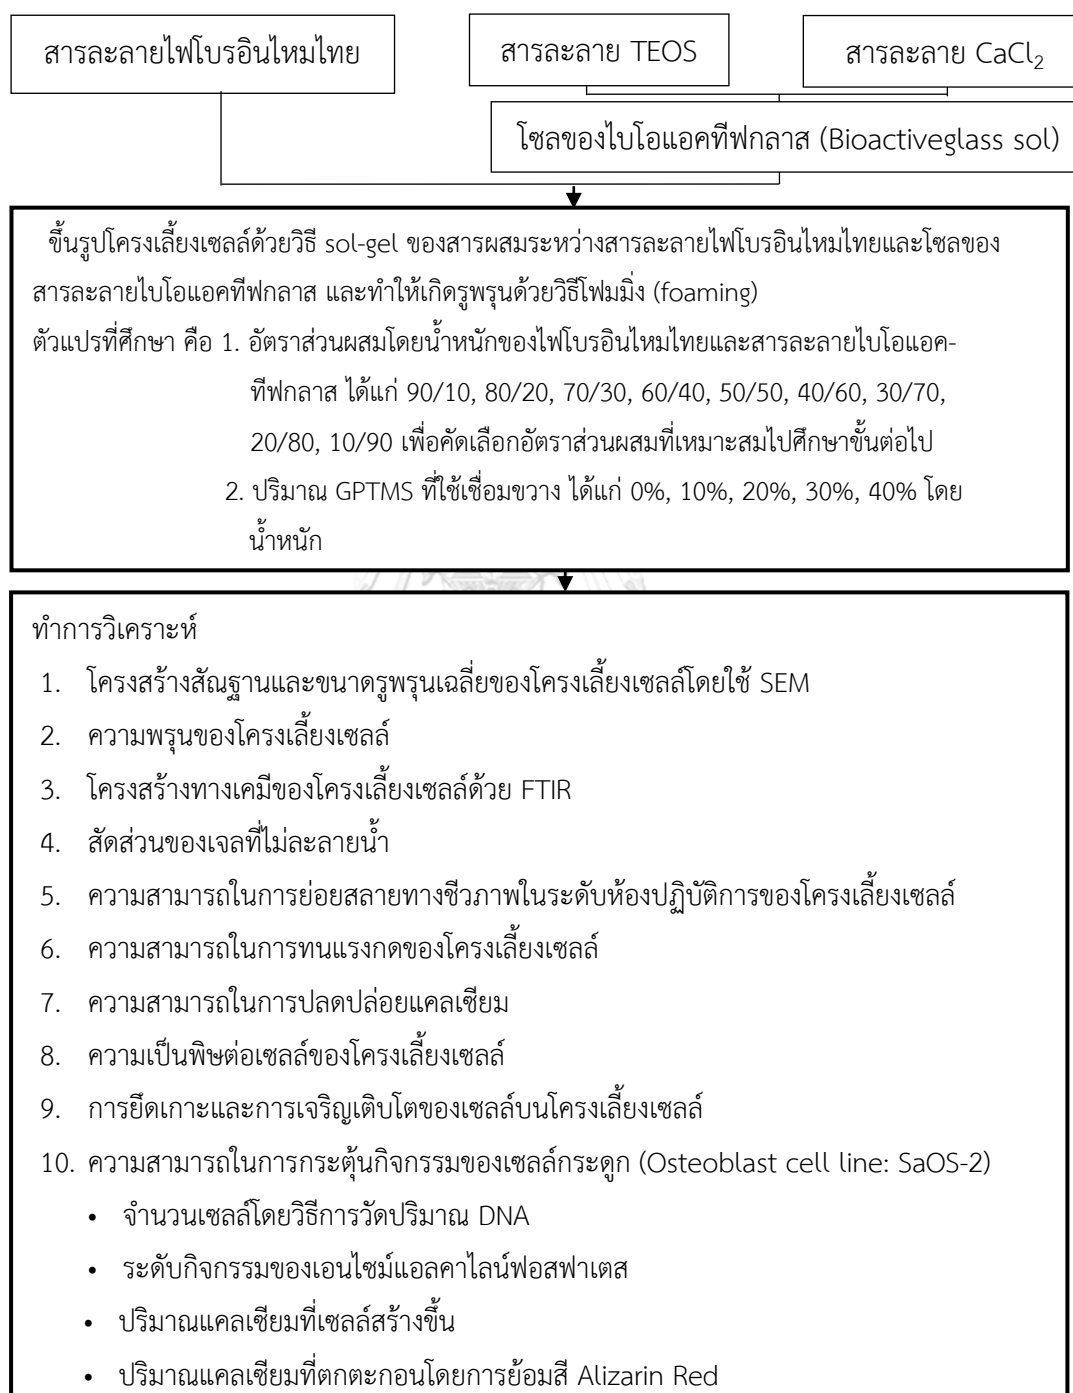 สารละลายไฟโบรอินไหมไทย
สารละลาย TEOS
สารละลาย CaCl₂
โซลของไบโอแอคทีฟกลาส (Bioactiveglass sol)
ขึ้นรูปโครงเลี้ยงเซลล์ด้วยวิธี sol-gel ของสารผสมระหว่างสารละลายไฟโบรอินไหมไทยและโซลของ
สารละลายไบโอแอคทีฟกลาส และทำให้เกิดรูพรุนด้วยวิธีโฟมมิ่ง (foaming)
ตัวแปรที่ศึกษา คือ 1. อัตราส่วนผสมโดยน้ำหนักของไฟโบรอินไหมไทยและสารละลายไบโอแอค-
ทีฟกลาส ได้แก่ 90/10, 80/20, 70/30, 60/40, 50/50, 40/60, 30/70,
20/80, 10/90 เพื่อคัดเลือกอัตราส่วนผสมที่เหมาะสมไปศึกษาขั้นต่อไป
2. ปริมาณ GPTMS ที่ใช้เชื่อมขวาง ได้แก่ 0%, 10%, 20%, 30%, 40% โดย
น้ำหนัก
ทำการวิเคราะห์
1. โครงสร้างสัณฐานและขนาดรูพรุนเฉลี่ยของโครงเลี้ยงเซลล์โดยใช้ SEM
2. ความพรุนของโครงเลี้ยงเซลล์
3. โครงสร้างทางเคมีของโครงเลี้ยงเซลล์ด้วย FTIR
4. สัดส่วนของเจลที่ไม่ละลายน้ำ
5. ความสามารถในการย่อยสลายทางชีวภาพในระดับห้องปฏิบัติการของโครงเลี้ยงเซลล์
6. ความสามารถในการทนแรงกดของโครงเลี้ยงเซลล์
7. ความสามารถในการปลดปล่อยแคลเซียม
8. ความเป็นพิษต่อเซลล์ของโครงเลี้ยงเซลล์
9. การยึดเกาะและการเจริญเติบโตของเซลล์บนโครงเลี้ยงเซลล์
10. ความสามารถในการกระตุ้นกิจกรรมของเซลล์กระดูก (Osteoblast cell line: SaOS-2)
• จำนวนเซลล์โดยวิธีการวัดปริมาณ DNA
• ระดับกิจกรรมของเอนไซม์แอลคาไลน์ฟอสฟาเตส
• ปริมาณแคลเซียมที่เซลล์สร้างขึ้น
• ปริมาณแคลเซียมที่ตกตะกอนโดยการย้อมสี Alizarin Red